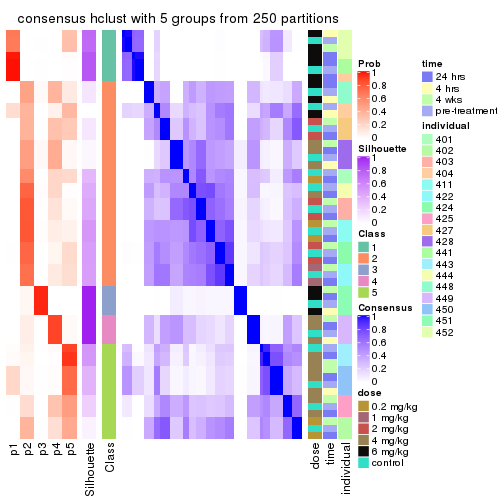 consensus hclust with 5 groups from 250 partitions
Prob
1
0.8
0.6
0.4
0.2
0
Silhouette
1
0.8
0.6
0.4
0.2
0
Class
1
2
3
4
5
Consensus
1
0.8
0.6
0.4
0.2
0
dose
0.2 mg/kg
1 mg/kg
2 mg/kg
4 mg/kg
6 mg/kg
control
time
24 hrs
4 hrs
4 wks
pre-treatment
individual
401
402
403
404
411
422
424
425
427
428
441
443
444
448
449
450
451
452
p1
p2
p3
p4
p5
Silhouette
Class
dose
time
individual